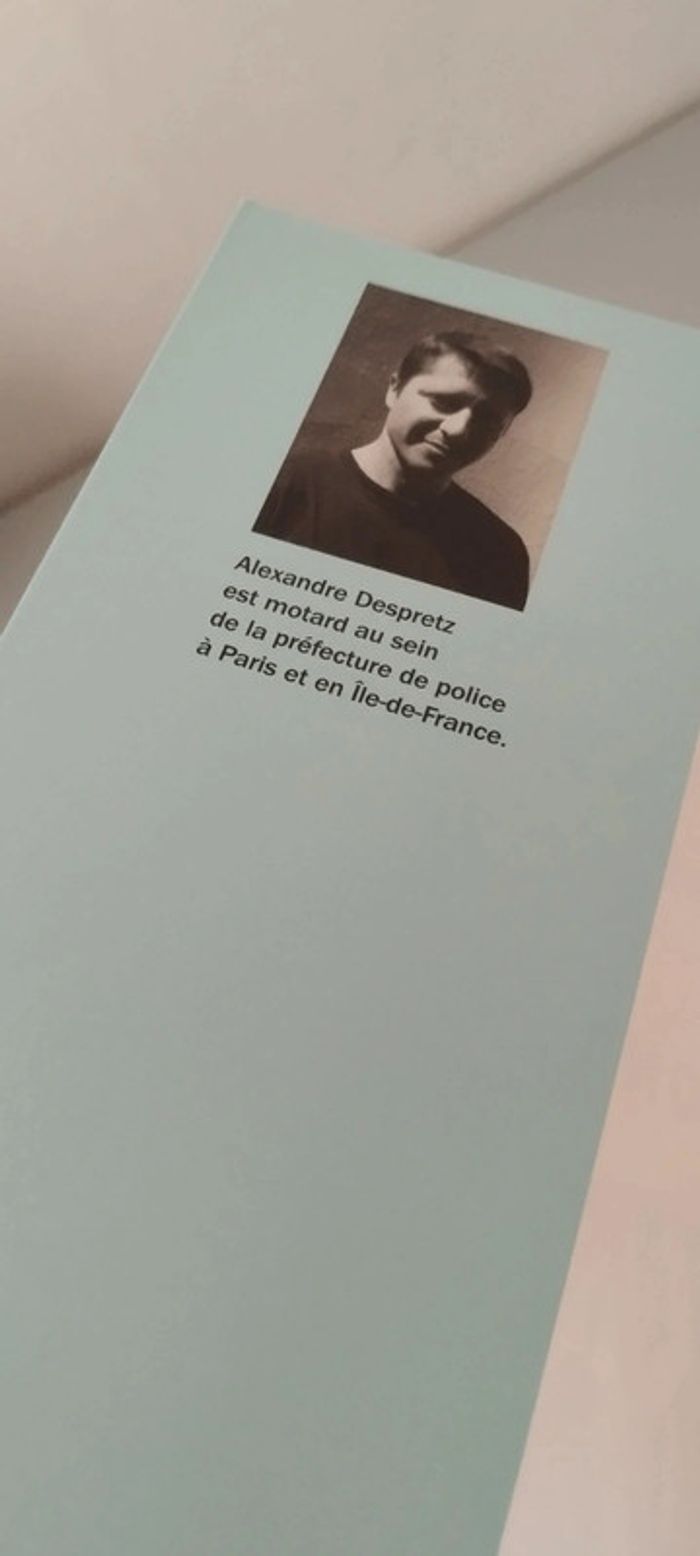 Alexandre Despretz
est motard au sein
de la préfecture de police
à Paris et en Île-de-France.